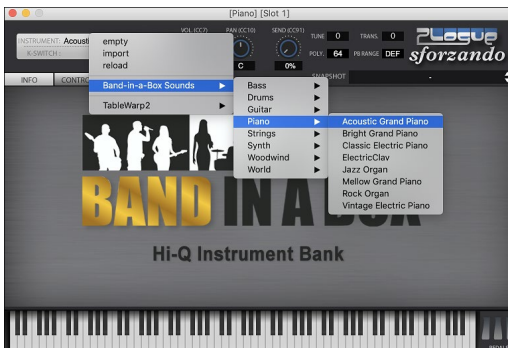 [Piano] [Slot 1]
INSTRUMENT: Acousti
K-SWITCH :
VOL (CC7) PAN (CC10) SEND (CC91)
C 0%
TUNE 0 TRANS. 0
POLY. 64 PB RANGE DEF
Plogue
sforzando
INFO CONTRO SNAPSHOT -
empty
import
reload
Band-in-a-Box Sounds
TableWarp2
Bass
Drums
Guitar
Piano
Strings
Synth
Woodwind
World
Acoustic Grand Piano
Bright Grand Piano
Classic Electric Piano
ElectricClav
Jazz Organ
Mellow Grand Piano
Rock Organ
Vintage Electric Piano
BAND IN A BOX
Hi-Q Instrument Bank